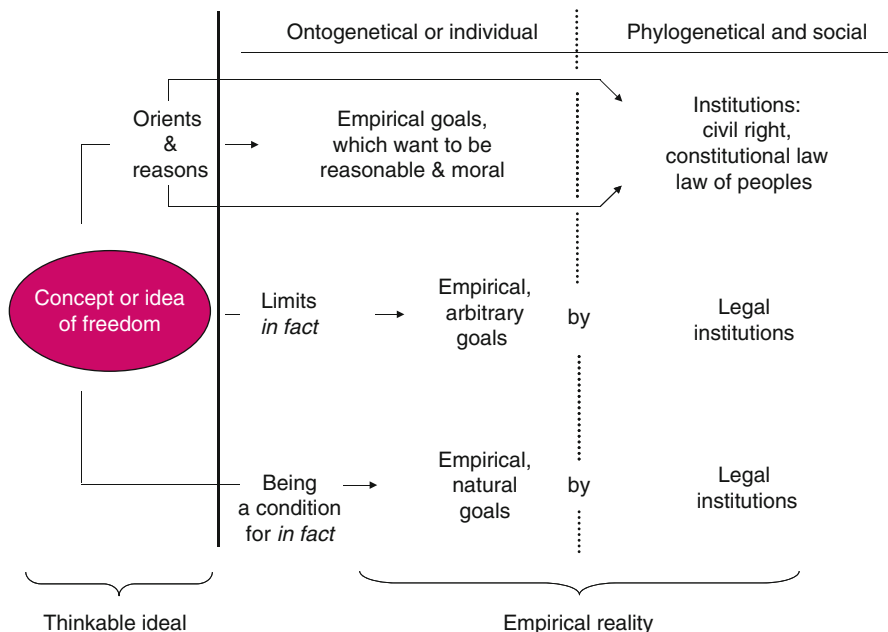 Ontogenetical or individual
Phylogenetical and social
Orients
&
reasons
Empirical goals,
which want to be
reasonable & moral
Institutions:
civil right,
constitutional law
law of peoples
Concept or idea
of freedom
Limits
in fact
Empirical,
arbitrary
goals
by
Legal
institutions
Being
a condition
for in fact
Empirical,
natural
goals
by
Legal
institutions
Thinkable ideal
Empirical reality